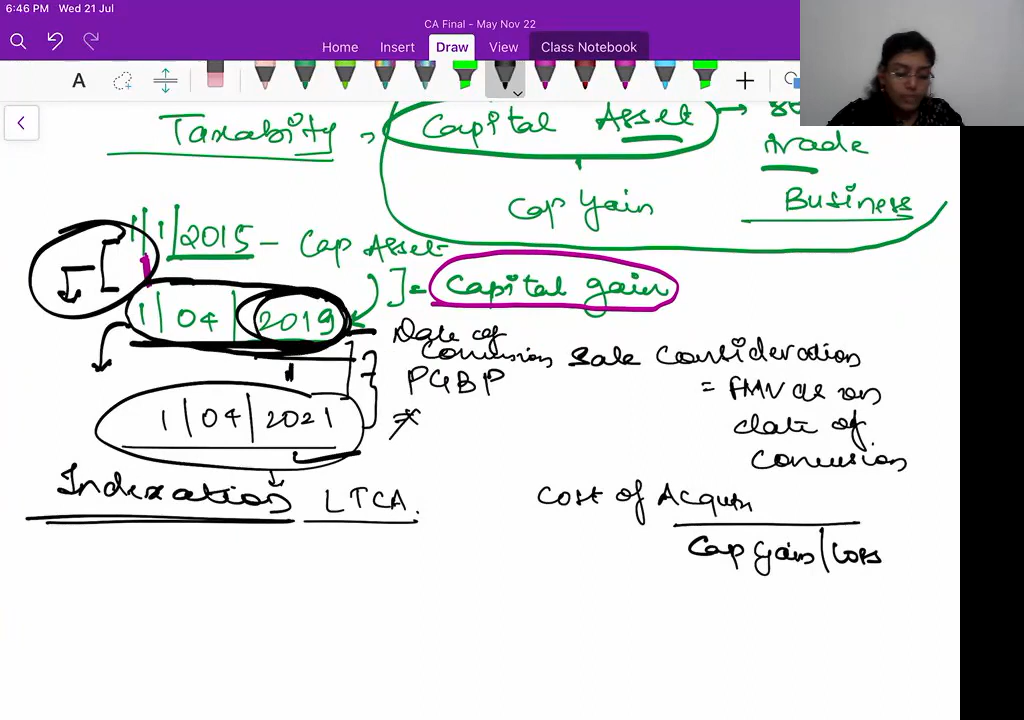 6:46 PM Wed 21 Jul
CA Final - May Nov 22
Home Insert Draw View Class Notebook
A
Taxability, Capital Asset →
trade
Cap Gain
Business
1/1/2015 - Cap Asset
] = Capital gain
1/04/2019
Date of
Conversion
PGBP
Sale Consideration
= FMV as on
date of
Conversion
1/04/2021
Indexation LTCA.
Cost of Acqun
Cap gain/loss